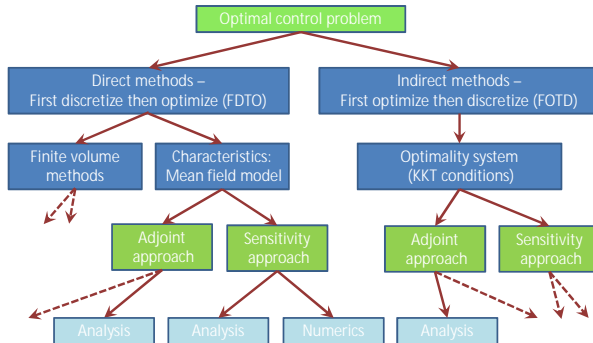 Optimal control problem
Direct methods –
First discretize then optimize (FDTO)
Indirect methods –
First optimize then discretize (FOTD)
Finite volume
methods
Characteristics:
Mean field model
Optimality system
(KKT conditions)
Adjoint
approach
Sensitivity
approach
Adjoint
approach
Sensitivity
approach
Analysis
Analysis
Numerics
Analysis